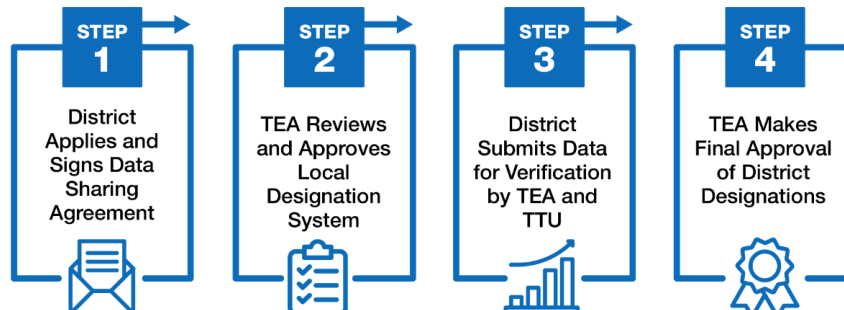 STEP
1
District
Applies and
Signs Data
Sharing
Agreement
STEP
2
TEA Reviews
and Approves
Local
Designation
System
STEP
3
District
Submits Data
for Verification
by TEA and
TTU
STEP
4
TEA Makes
Final Approval
of District
Designations